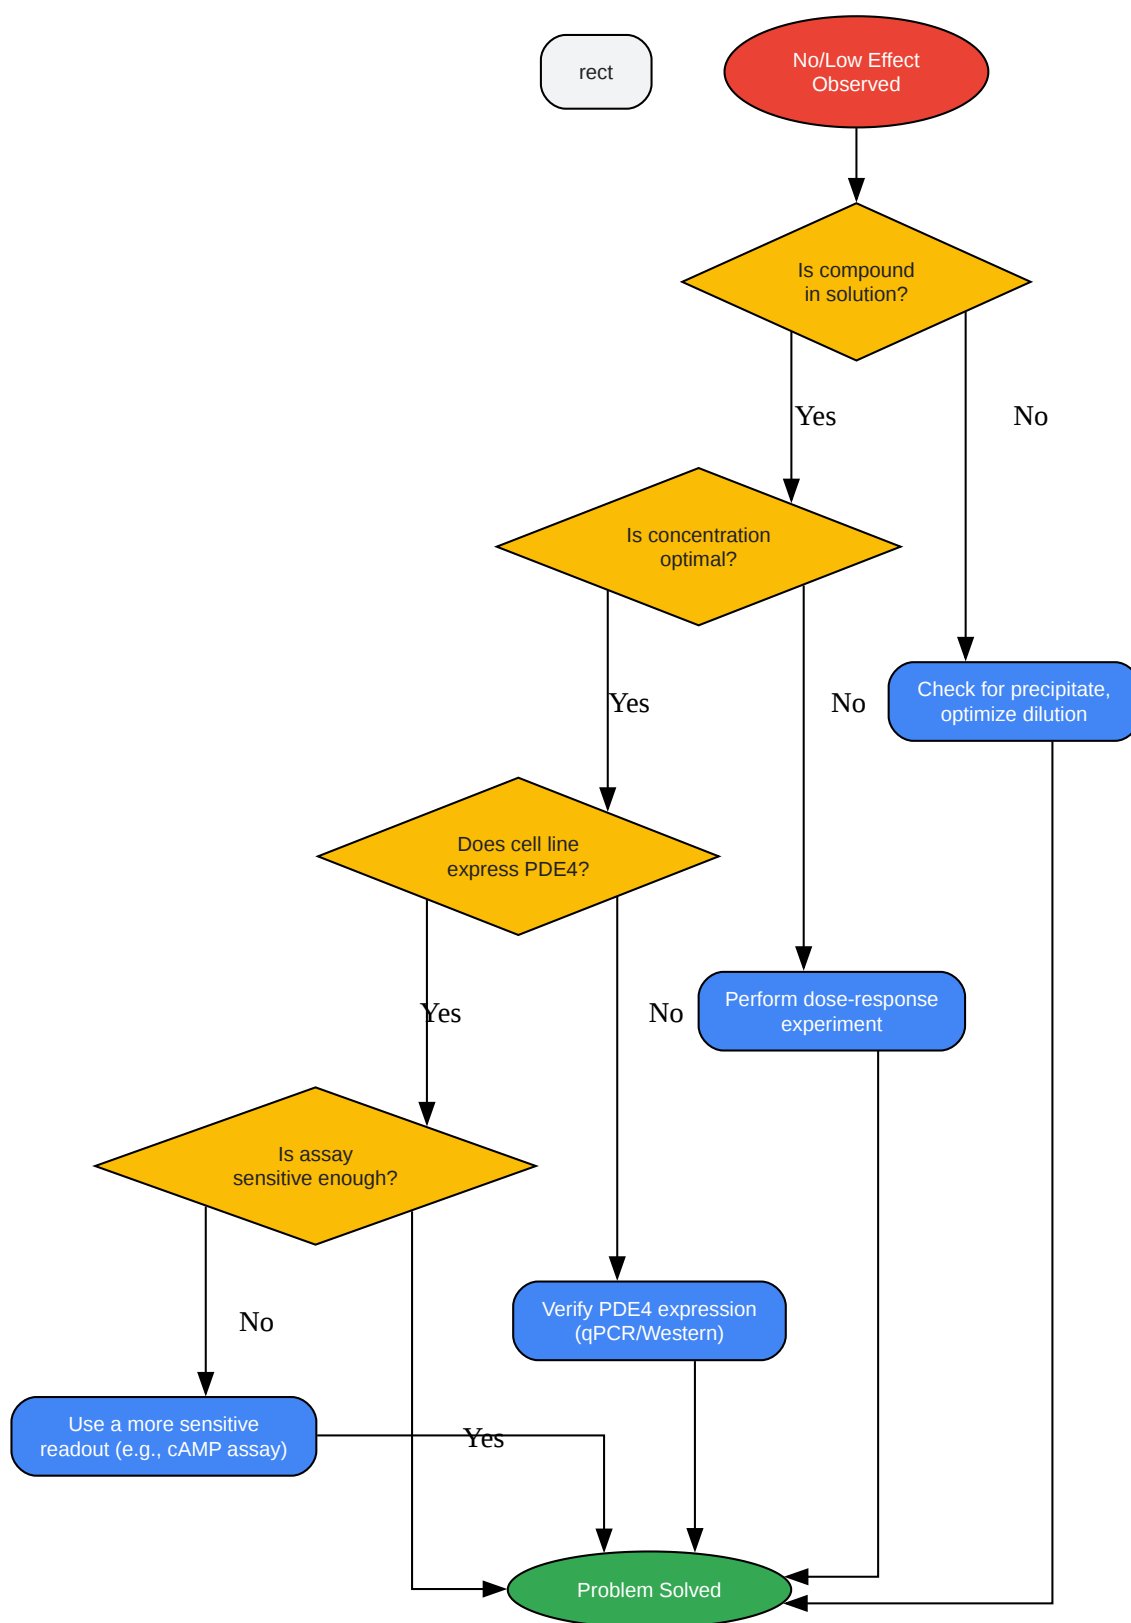 rect
No/Low Effect
Observed
Is compound
in solution?
Yes
No
Is concentration
optimal?
Yes
No
Check for precipitate,
optimize dilution
Does cell line
express PDE4?
Yes
No
Perform dose-response
experiment
Is assay
sensitive enough?
No
Verify PDE4 expression
(qPCR/Western)
Use a more sensitive
readout (e.g., cAMP assay)
Yes
Problem Solved